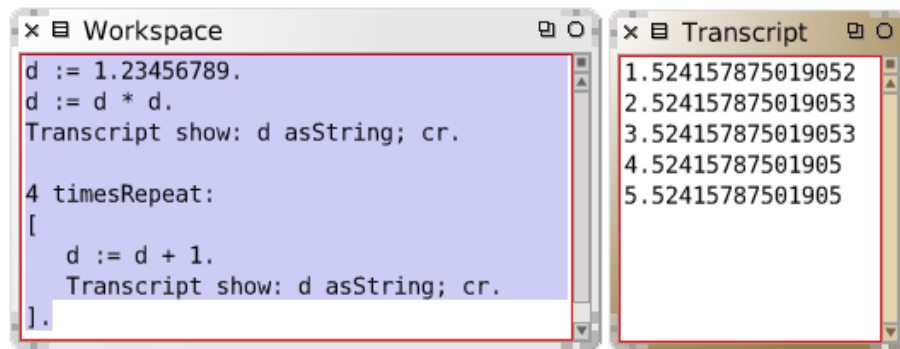 Workspace
d := 1.23456789.
d := d * d.
Transcript show: d asString; cr.
4 timesRepeat:
[
d := d + 1.
Transcript show: d asString; cr.
].
Transcript
1.524157875019052
2.524157875019053
3.524157875019053
4.52415787501905
5.52415787501905